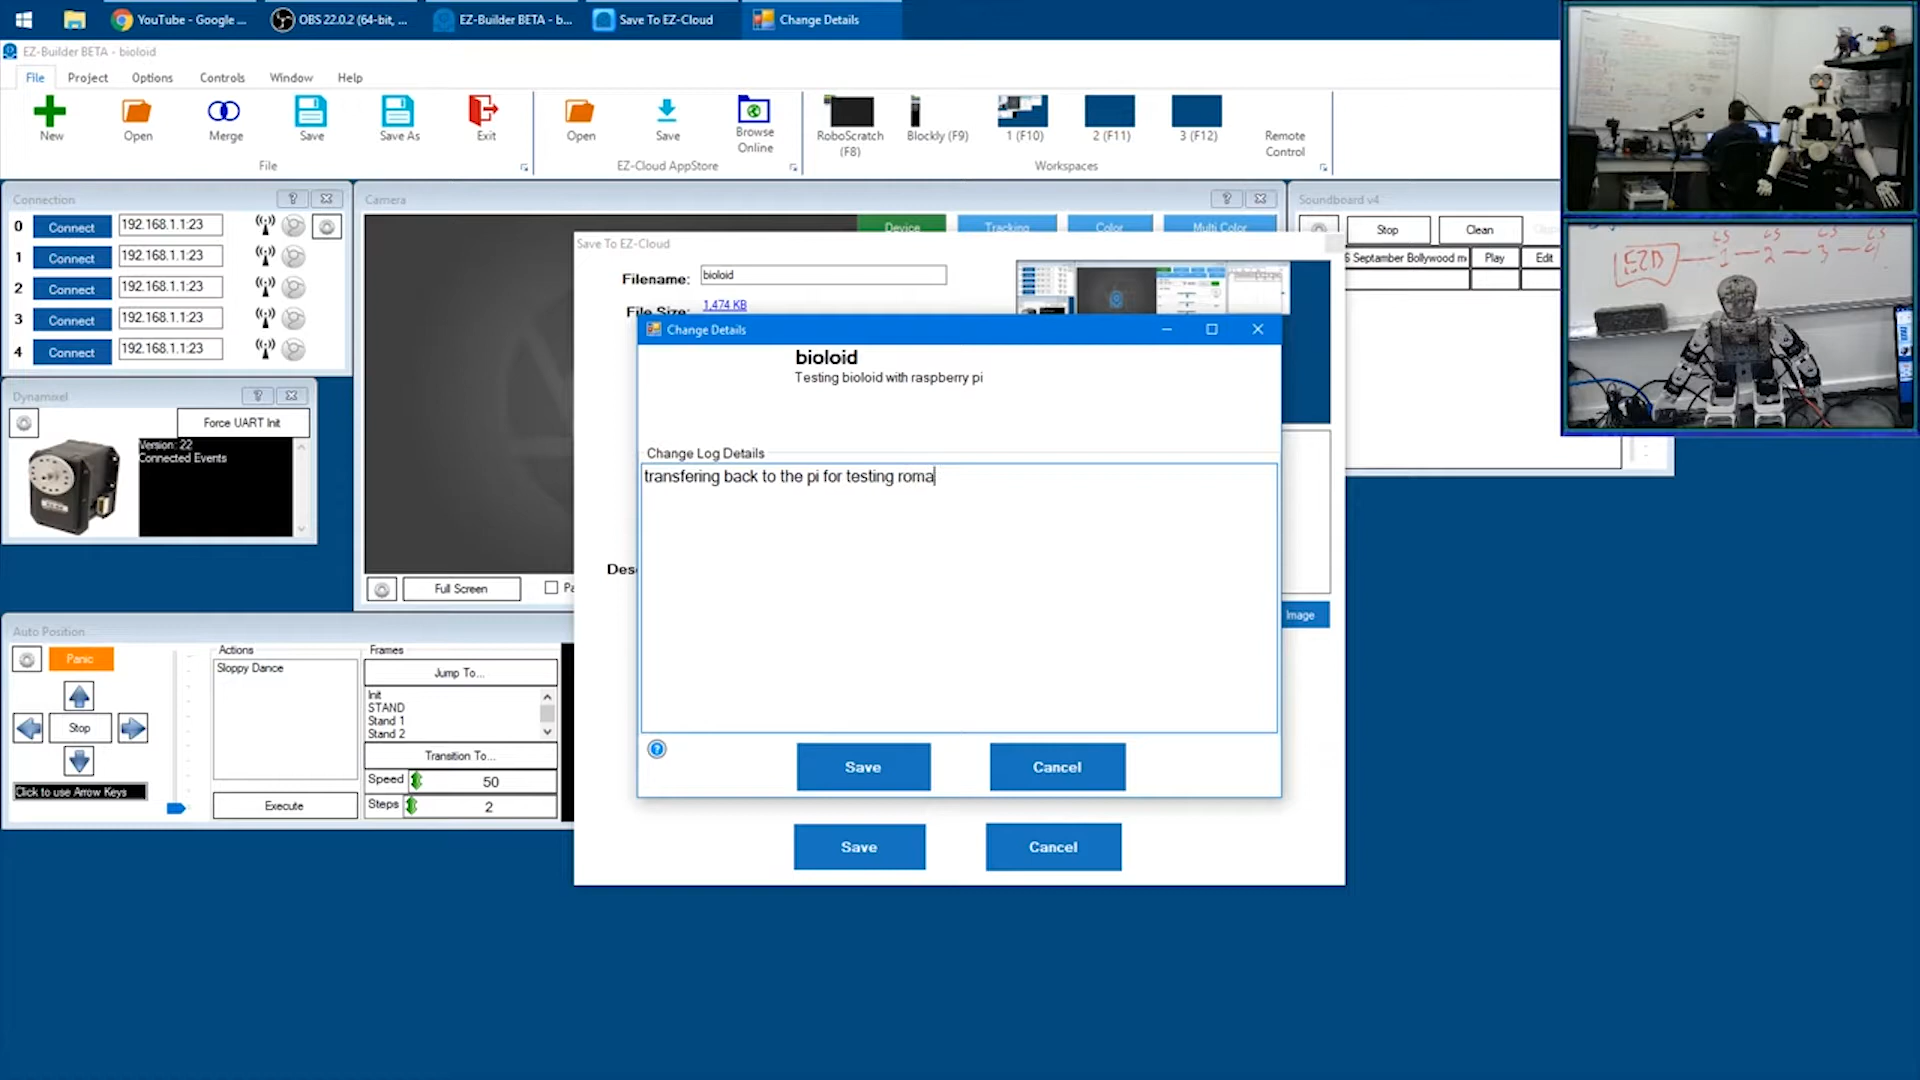 YouTube - Google ...
OBS 22.0.2 (64-bit, ...
EZ-Builder BETA - b...
Save To EZ-Cloud
Change Details
EZ-Builder BETA - bioloid
File Project Options Controls Window Help
New Open Merge Save Save As Exit
Open Save Browse Online
RoboScratch (F8) Blockly (F9) 1 (F10) 2 (F11) 3 (F12) Remote Control
File EZ-Cloud AppStore Workspaces
Connection
0 Connect 192.168.1.1:23
1 Connect 192.168.1.1:23
2 Connect 192.168.1.1:23
3 Connect 192.168.1.1:23
4 Connect 192.168.1.1:23
Camera
Device Tracking Color Multi Color
Full Screen
Soundboard v4
Stop Clean
Septamber Bollywood Play Edit
Dynamixel
Force UART Init
Version: 22
Connected Events
Save To EZ-Cloud
Filename: bioloid
File Size: 1,474 KB
Change Details
bioloid
Testing bioloid with raspberry pi
Change Log Details
transfering back to the pi for testing roma
Save Cancel
Image
Save Cancel
Auto Position
Panic
Stop
Click to use Arrow Keys
Actions
Sloppy Dance
Execute
Frames
Jump To...
Init
STAND
Stand 1
Stand 2
Transition To...
Speed 50
Steps 2
EZB 1 2 3 4